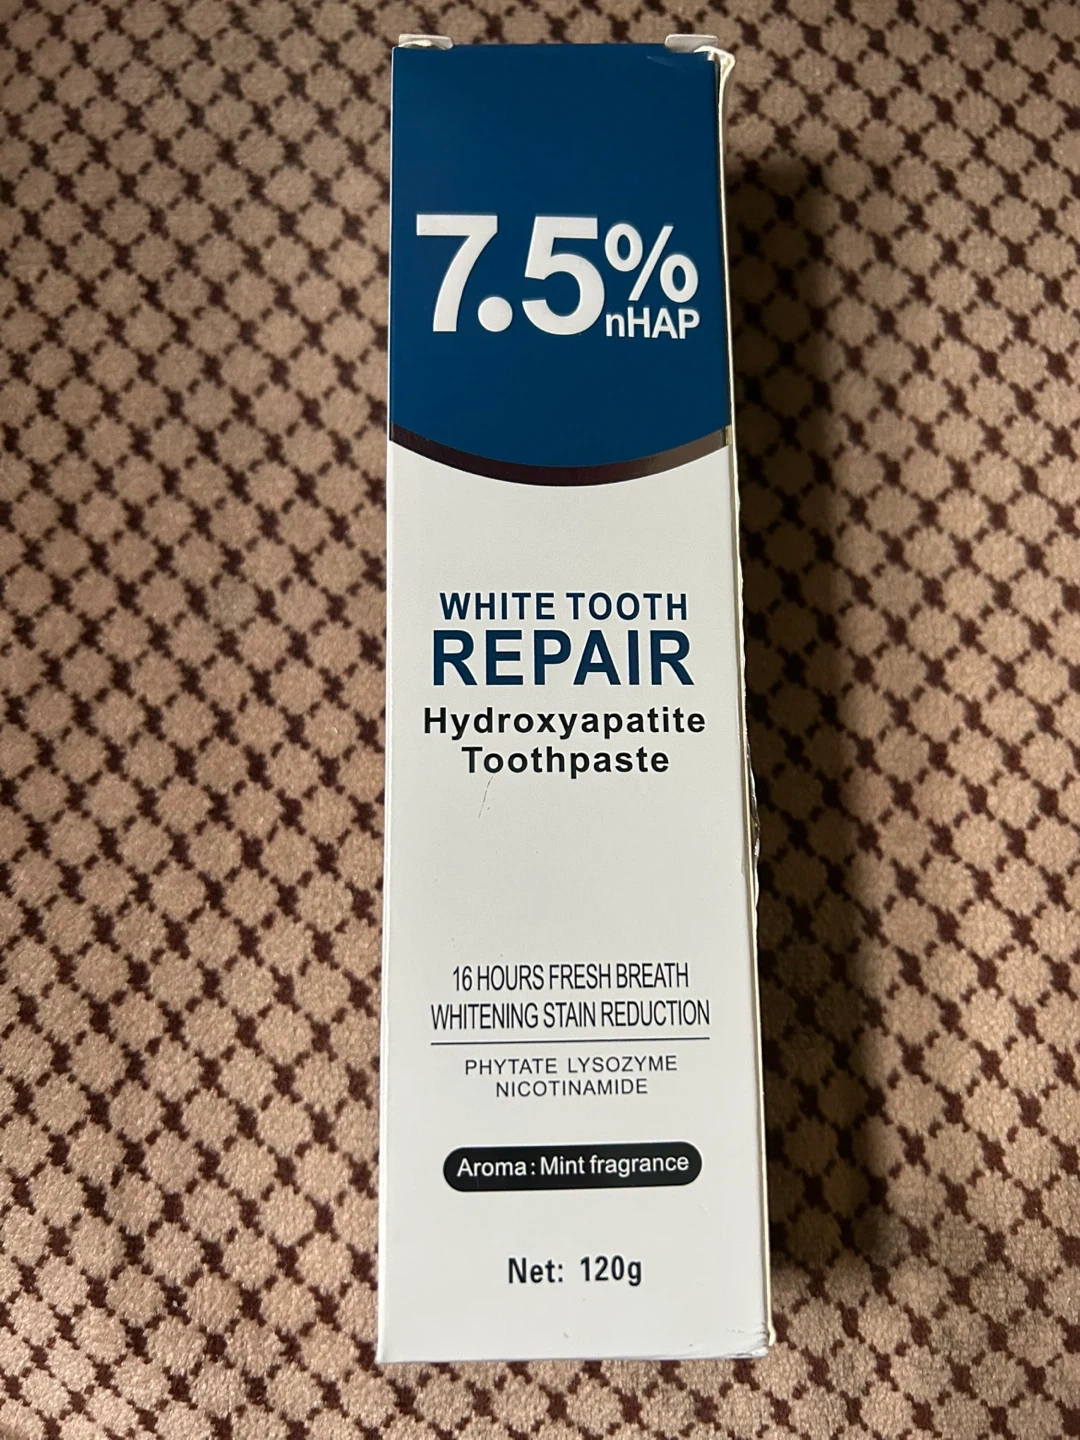 7.5%
nHAP
WHITE TOOTH
REPAIR
Hydroxyapatite
Toothpaste
16 HOURS FRESH BREATH
WHITENING STAIN REDUCTION
PHYTATE LYSOZYME
NICOTINAMIDE
Aroma : Mint fragrance
Net: 120g